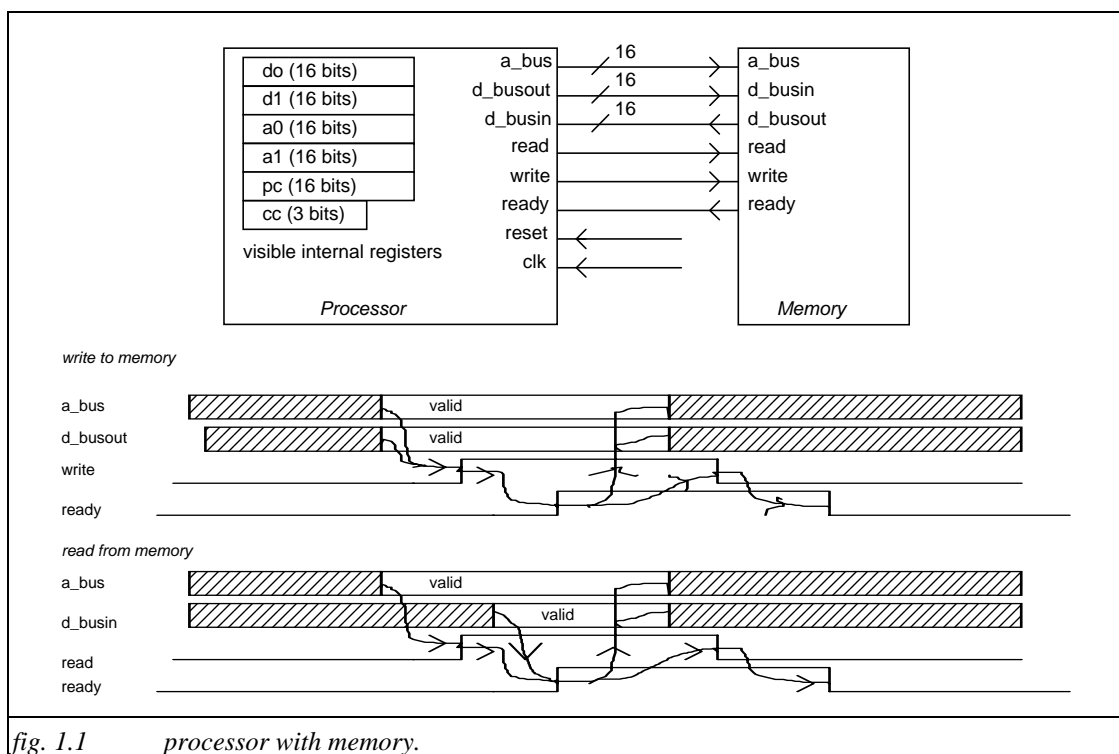 do (16 bits)
d1 (16 bits)
a0 (16 bits)
a1 (16 bits)
pc (16 bits)
cc (3 bits)
visible internal registers
Processor
a_bus
d_busout
d_busin
read
write
ready
reset
clk
16
16
16
a_bus
d_busin
d_busout
read
write
ready
Memory
write to memory
a_bus valid
d_busout valid
write
ready
read from memory
a_bus valid
d_busin valid
read
ready
fig. 1.1 processor with memory.